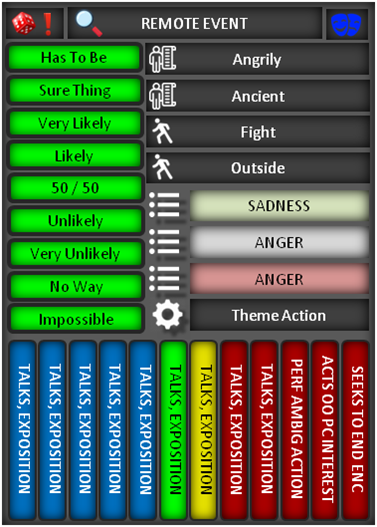 REMOTE EVENT
Has To Be
Sure Thing
Very Likely
Likely
50 / 50
Unlikely
Very Unlikely
No Way
Impossible
Angrily
Ancient
Fight
Outside
SADNESS
ANGER
ANGER
Theme Action
TALKS, EXPOSITION
TALKS, EXPOSITION
TALKS, EXPOSITION
TALKS, EXPOSITION
TALKS, EXPOSITION
TALKS, EXPOSITION
TALKS, EXPOSITION
TALKS, EXPOSITION
TALKS, EXPOSITION
PERF AMBIG ACTION
ACTS OO PC INTEREST
SEEKS TO END ENC